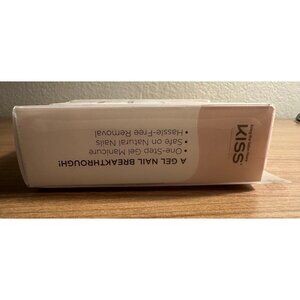 KISS
A GEL NAIL BREAKTHROUGH!
• One-Step Gel Manicure
• Safe on Natural Nails
• Hassle-Free Removal